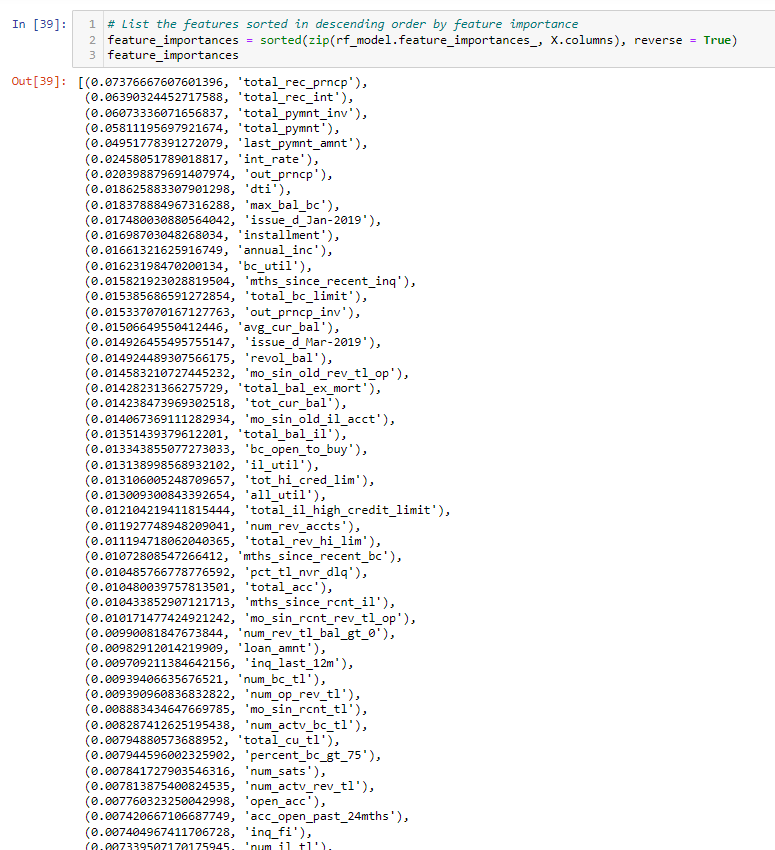 In [39]:
1 # List the features sorted in descending order by feature importance
2 feature_importances = sorted(zip(rf_model.feature_importances_, X.columns), reverse = True)
3 feature_importances
Out[39]: [(0.07376667607601396, 'total_rec_prncp'),
(0.06390324452717588, 'total_rec_int'),
(0.06073336071656837, 'total_pymnt_inv'),
(0.05811195697921674, 'total_pymnt'),
(0.04951778391272079, 'last_pymnt_amnt'),
(0.02458051789018817, 'int_rate'),
(0.020398879691407974, 'out_prncp'),
(0.018625883307901298, 'dti'),
(0.018378884967316288, 'max_bal_bc'),
(0.017480030880564042, 'issue_d_Jan-2019'),
(0.01698703048268034, 'installment'),
(0.01661321625916749, 'annual_inc'),
(0.01623198470200134, 'bc_util'),
(0.015821923028819504, 'mths_since_recent_inq'),
(0.015385686591272854, 'total_bc_limit'),
(0.015337070167127763, 'out_prncp_inv'),
(0.01506649550412446, 'avg_cur_bal'),
(0.014926455495755147, 'issue_d_Mar-2019'),
(0.014924489307566175, 'revol_bal'),
(0.014583210727445232, 'mo_sin_old_rev_tl_op'),
(0.01428231366275729, 'total_bal_ex_mort'),
(0.014238473969302518, 'tot_cur_bal'),
(0.014067369111282934, 'mo_sin_old_il_acct'),
(0.01351439379612201, 'total_bal_il'),
(0.013343855077273033, 'bc_open_to_buy'),
(0.013138998568932102, 'il_util'),
(0.013106005248709657, 'tot_hi_cred_lim'),
(0.013009300843392654, 'all_util'),
(0.012104219411815444, 'total_il_high_credit_limit'),
(0.011927748948209041, 'num_rev_accts'),
(0.011194718062040365, 'total_rev_hi_lim'),
(0.01072808547266412, 'mths_since_recent_bc'),
(0.010485766778776592, 'pct_tl_nvr_dlq'),
(0.010480039757813501, 'total_acc'),
(0.010433852907121713, 'mths_since_rcnt_il'),
(0.010171477424921242, 'mo_sin_rcnt_rev_tl_op'),
(0.00990081847673844, 'num_rev_tl_bal_gt_0'),
(0.00982912014219909, 'loan_amnt'),
(0.009709211384642156, 'inq_last_12m'),
(0.00939406635676521, 'num_bc_tl'),
(0.009390960836832822, 'num_op_rev_tl'),
(0.008883434647669785, 'mo_sin_rcnt_tl'),
(0.008287412625195438, 'num_actv_bc_tl'),
(0.00794880573688952, 'total_cu_tl'),
(0.007944596002325902, 'percent_bc_gt_75'),
(0.007841727903546316, 'num_sats'),
(0.007813875400824535, 'num_actv_rev_tl'),
(0.007760323250042998, 'open_acc'),
(0.007420667106687749, 'acc_open_past_24mths'),
(0.007404967411706728, 'inq_fi'),
(0.007339507170175945, 'num_il_tl'),